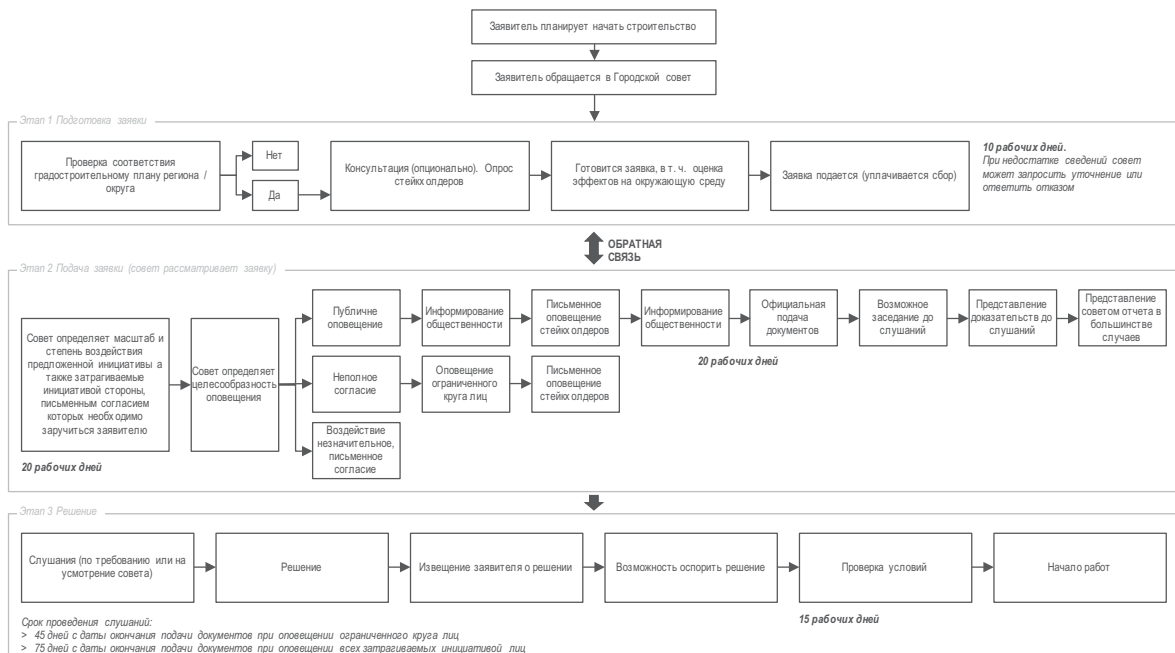 Заявитель планирует начать строительство
Заявитель обращается в Городской совет
Этап 1 Подготовка заявки
Проверка соответствия
градостроительному плану региона /
округа
Нет
Да
Консультация (опционально). Опрос
стейкхолдеров
Готовится заявка, в т. ч. оценка
эффектов на окружающую среду
Заявка подается (уплачивается сбор)
10 рабочих дней.
При недостатке сведений совет
может запросить уточнение или
ответить отказом
ОБРАТНАЯ
СВЯЗЬ
Этап 2 Подача заявки (совет рассматривает заявку)
Совет определяет масштаб и
степень воздействия
предложенной инициативы а
также затрагиваемые
инициативой стороны,
письменным согласием
которых необходимо
заручиться заявителю
20 рабочих дней
Совет определяет
целесообразность
оповещения
Публичне
оповещение
Информирование
общественности
Письменное
оповещение
стейкхолдеров
Информирование
общественности
Официальная
подача
документов
Возможное
заседание до
слушаний
Представление
доказательств до
слушаний
Представление
советом отчета в
большинстве
случаев
20 рабочих дней
Неполное
согласие
Оповещение
ограниченного
круга лиц
Письменное
оповещение
стейкхолдеров
Воздействие
незначительное,
письменное
согласие
Этап 3 Решение
Слушания (по требованию или на
усмотрение совета)
Решение
Извещение заявителя о решении
Возможность оспорить решение
Проверка условий
Начало работ
15 рабочих дней
Срок проведения слушаний:
> 45 дней с даты окончания подачи документов при оповещении ограниченного круга лиц
> 75 дней с даты окончания подачи документов при оповещении всех затрагиваемых инициативой лиц